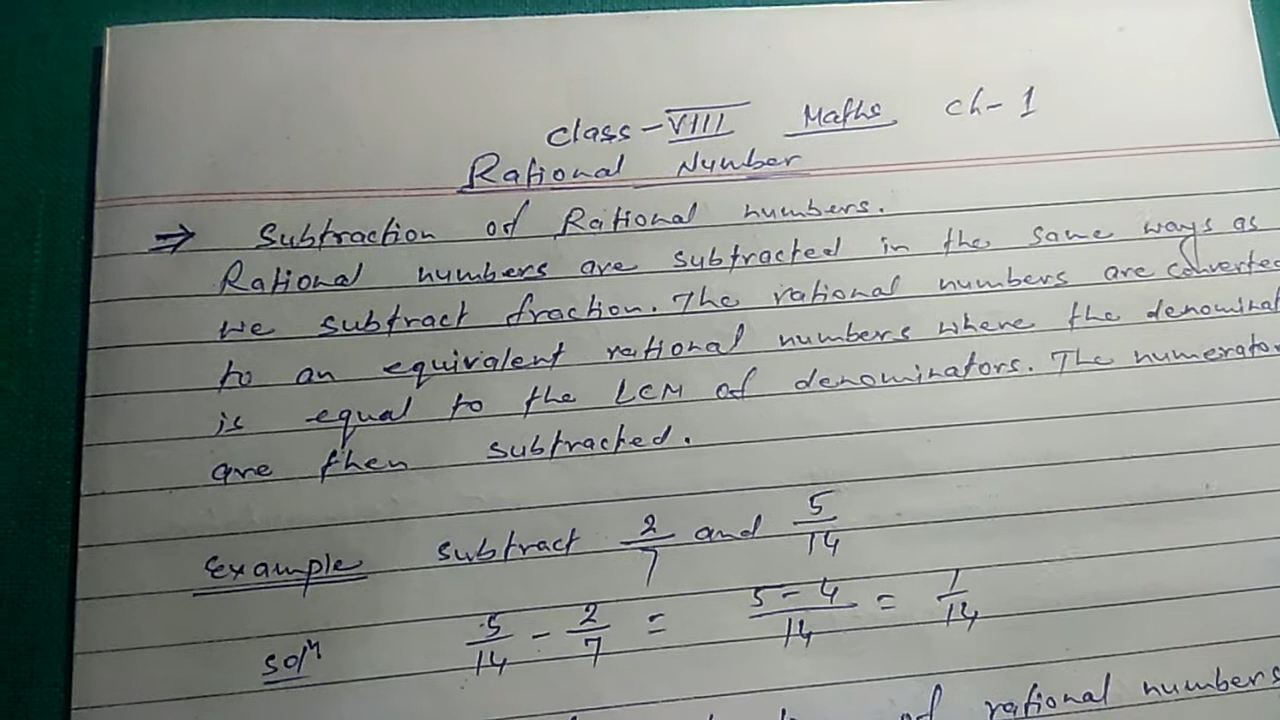 Class - VIII Maths Ch - 1
Rational Number
⇒ Subtraction of Rational numbers.
Rational numbers are subtracted in the same ways as
we subtract fraction. The rational numbers are converted
to an equivalent rational numbers where the denominat
is equal to the LCM of denominators. The numerator
are then subtracted.
Example subtract 2/7 and 5/14
Solⁿ 5/14 - 2/7 = 5-4/14 = 1/14
of rational numbers